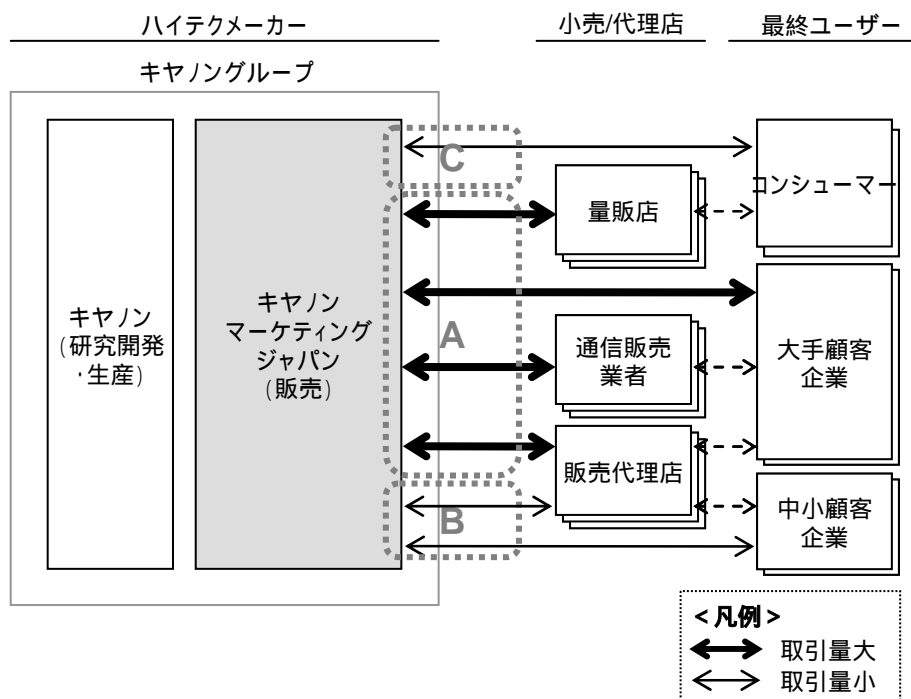 ハイテクメーカー
小売/代理店
最終ユーザー
キヤノングループ
キヤノン
(研究開発
・生産)
キヤノン
マーケティング
ジャパン
(販売)
C
A
B
量販店
通信販売
業者
販売代理店
コンシューマー
大手顧客
企業
中小顧客
企業
<凡例>
取引量大
取引量小